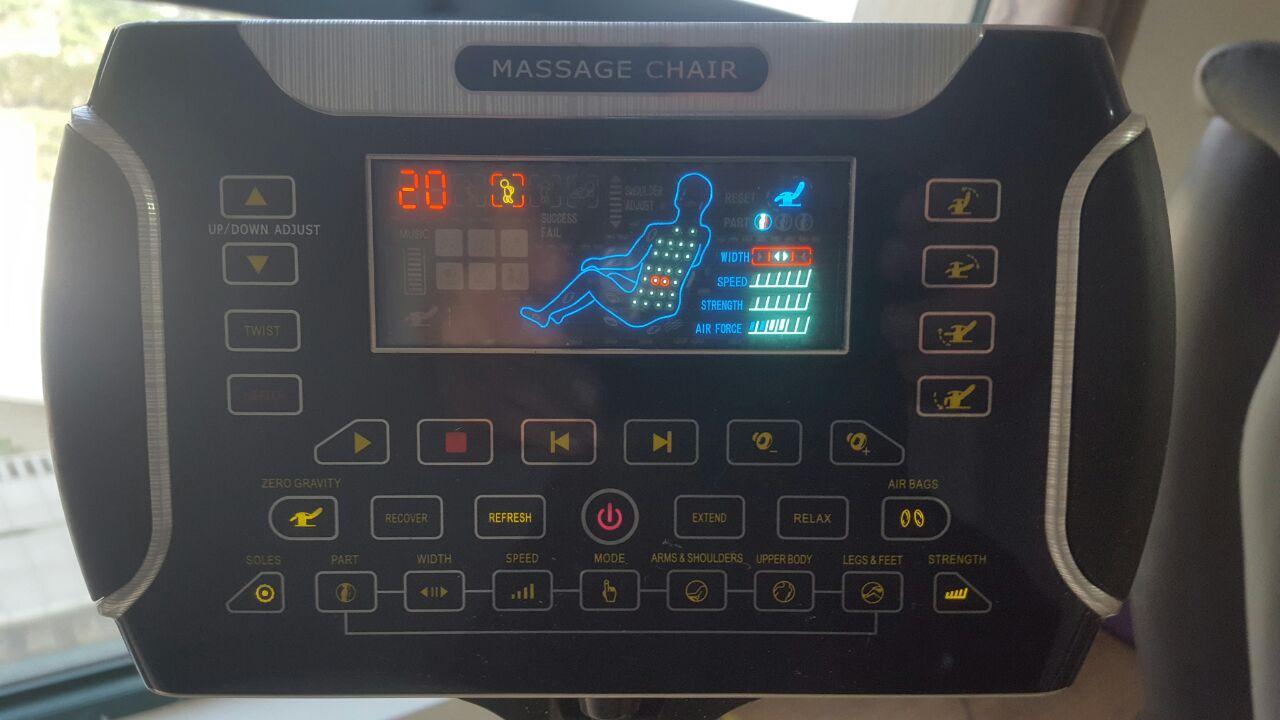 MASSAGE CHAIR
20
SHOULDER
ADJUST
SUCCESS
FAIL
MUSIC
RESET
PART
WIDTH
SPEED
STRENGTH
AIR FORCE
UP/DOWN ADJUST
TWIST
ZERO GRAVITY
AIR BAGS
RECOVER
REFRESH
EXTEND
RELAX
SOLES
PART
WIDTH
SPEED
MODE
ARMS & SHOULDERS
UPPER BODY
LEGS & FEET
STRENGTH